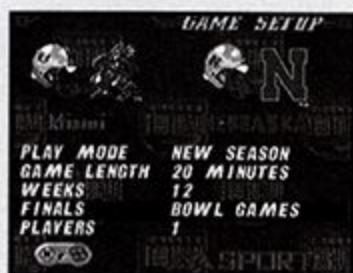 GAME SETUP
N
PLAY MODE NEW SEASON
GAME LENGTH 20 MINUTES
WEEKS 12
FINALS BOWL GAMES
PLAYERS 1